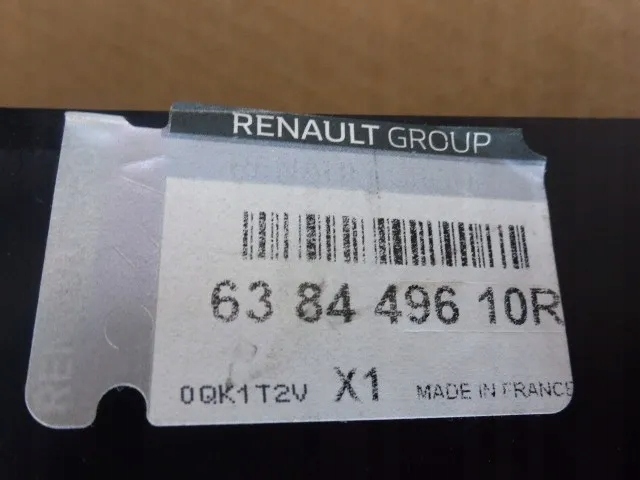 RENAULT GROUP
63 84 496 10R
0QK1T2V X1 MADE IN FRANCE